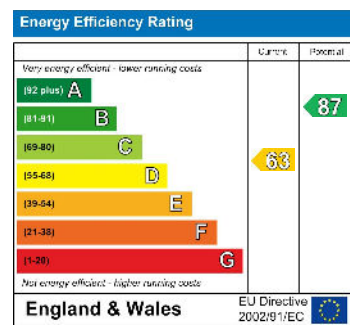 Energy Efficiency Rating
Current Potential
Very energy efficient - lower running costs
(92 plus) A
(81-91) B
87
(69-80) C
63
(55-68) D
(39-54) E
(21-38) F
(1-20) G
Not energy efficient - higher running costs
England & Wales
EU Directive
2002/91/EC